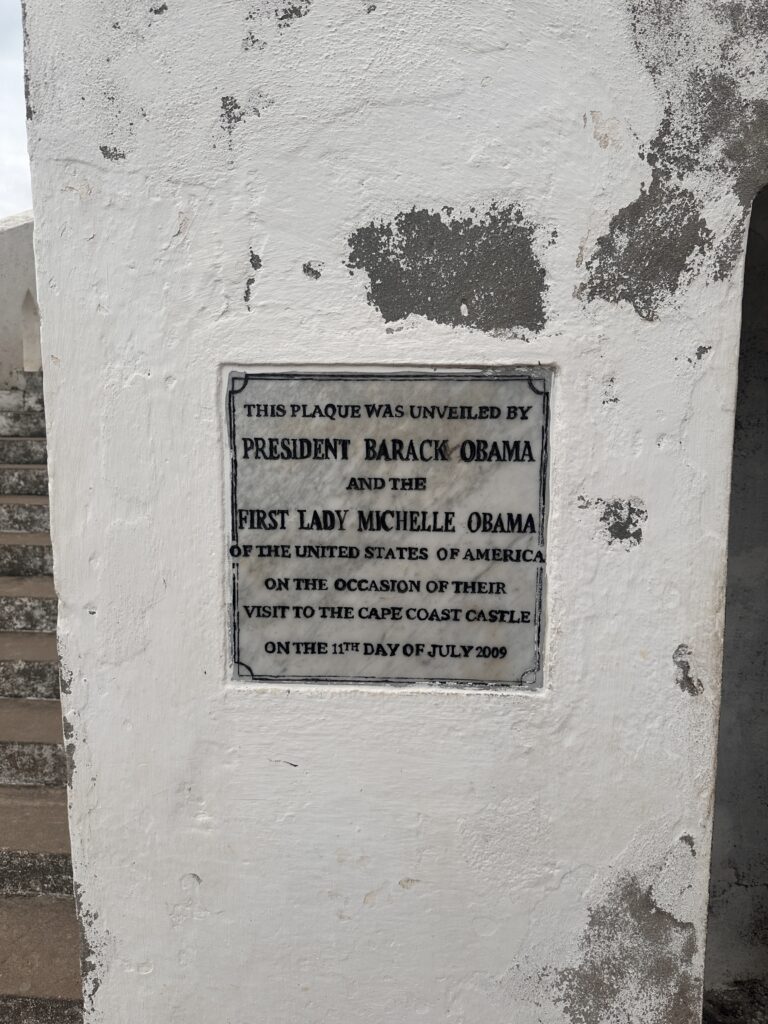 THIS PLAQUE WAS UNVEILED BY
PRESIDENT BARACK OBAMA
AND THE
FIRST LADY MICHELLE OBAMA
OF THE UNITED STATES OF AMERICA
ON THE OCCASION OF THEIR
VISIT TO THE CAPE COAST CASTLE
ON THE 11TH DAY OF JULY 2009